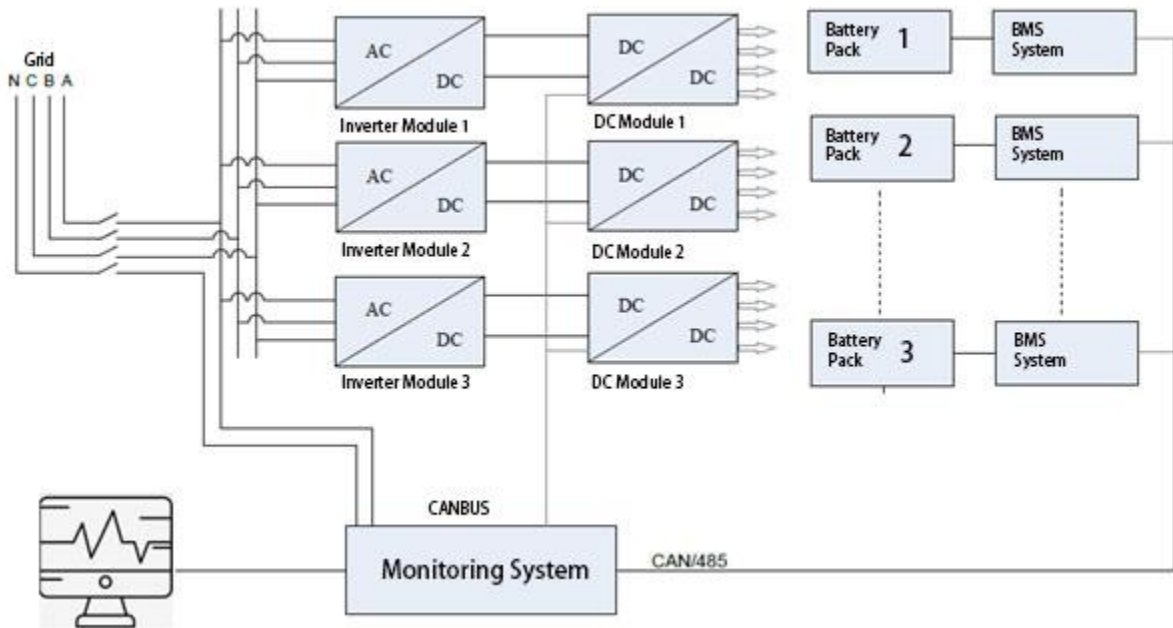 Grid
N C B A
AC
DC
Inverter Module 1
DC
DC
DC Module 1
Battery
Pack 1
BMS
System
AC
DC
Inverter Module 2
DC
DC
DC Module 2
Battery
Pack 2
BMS
System
AC
DC
Inverter Module 3
DC
DC
DC Module 3
Battery
Pack 3
BMS
System
CANBUS
Monitoring System
CAN/485